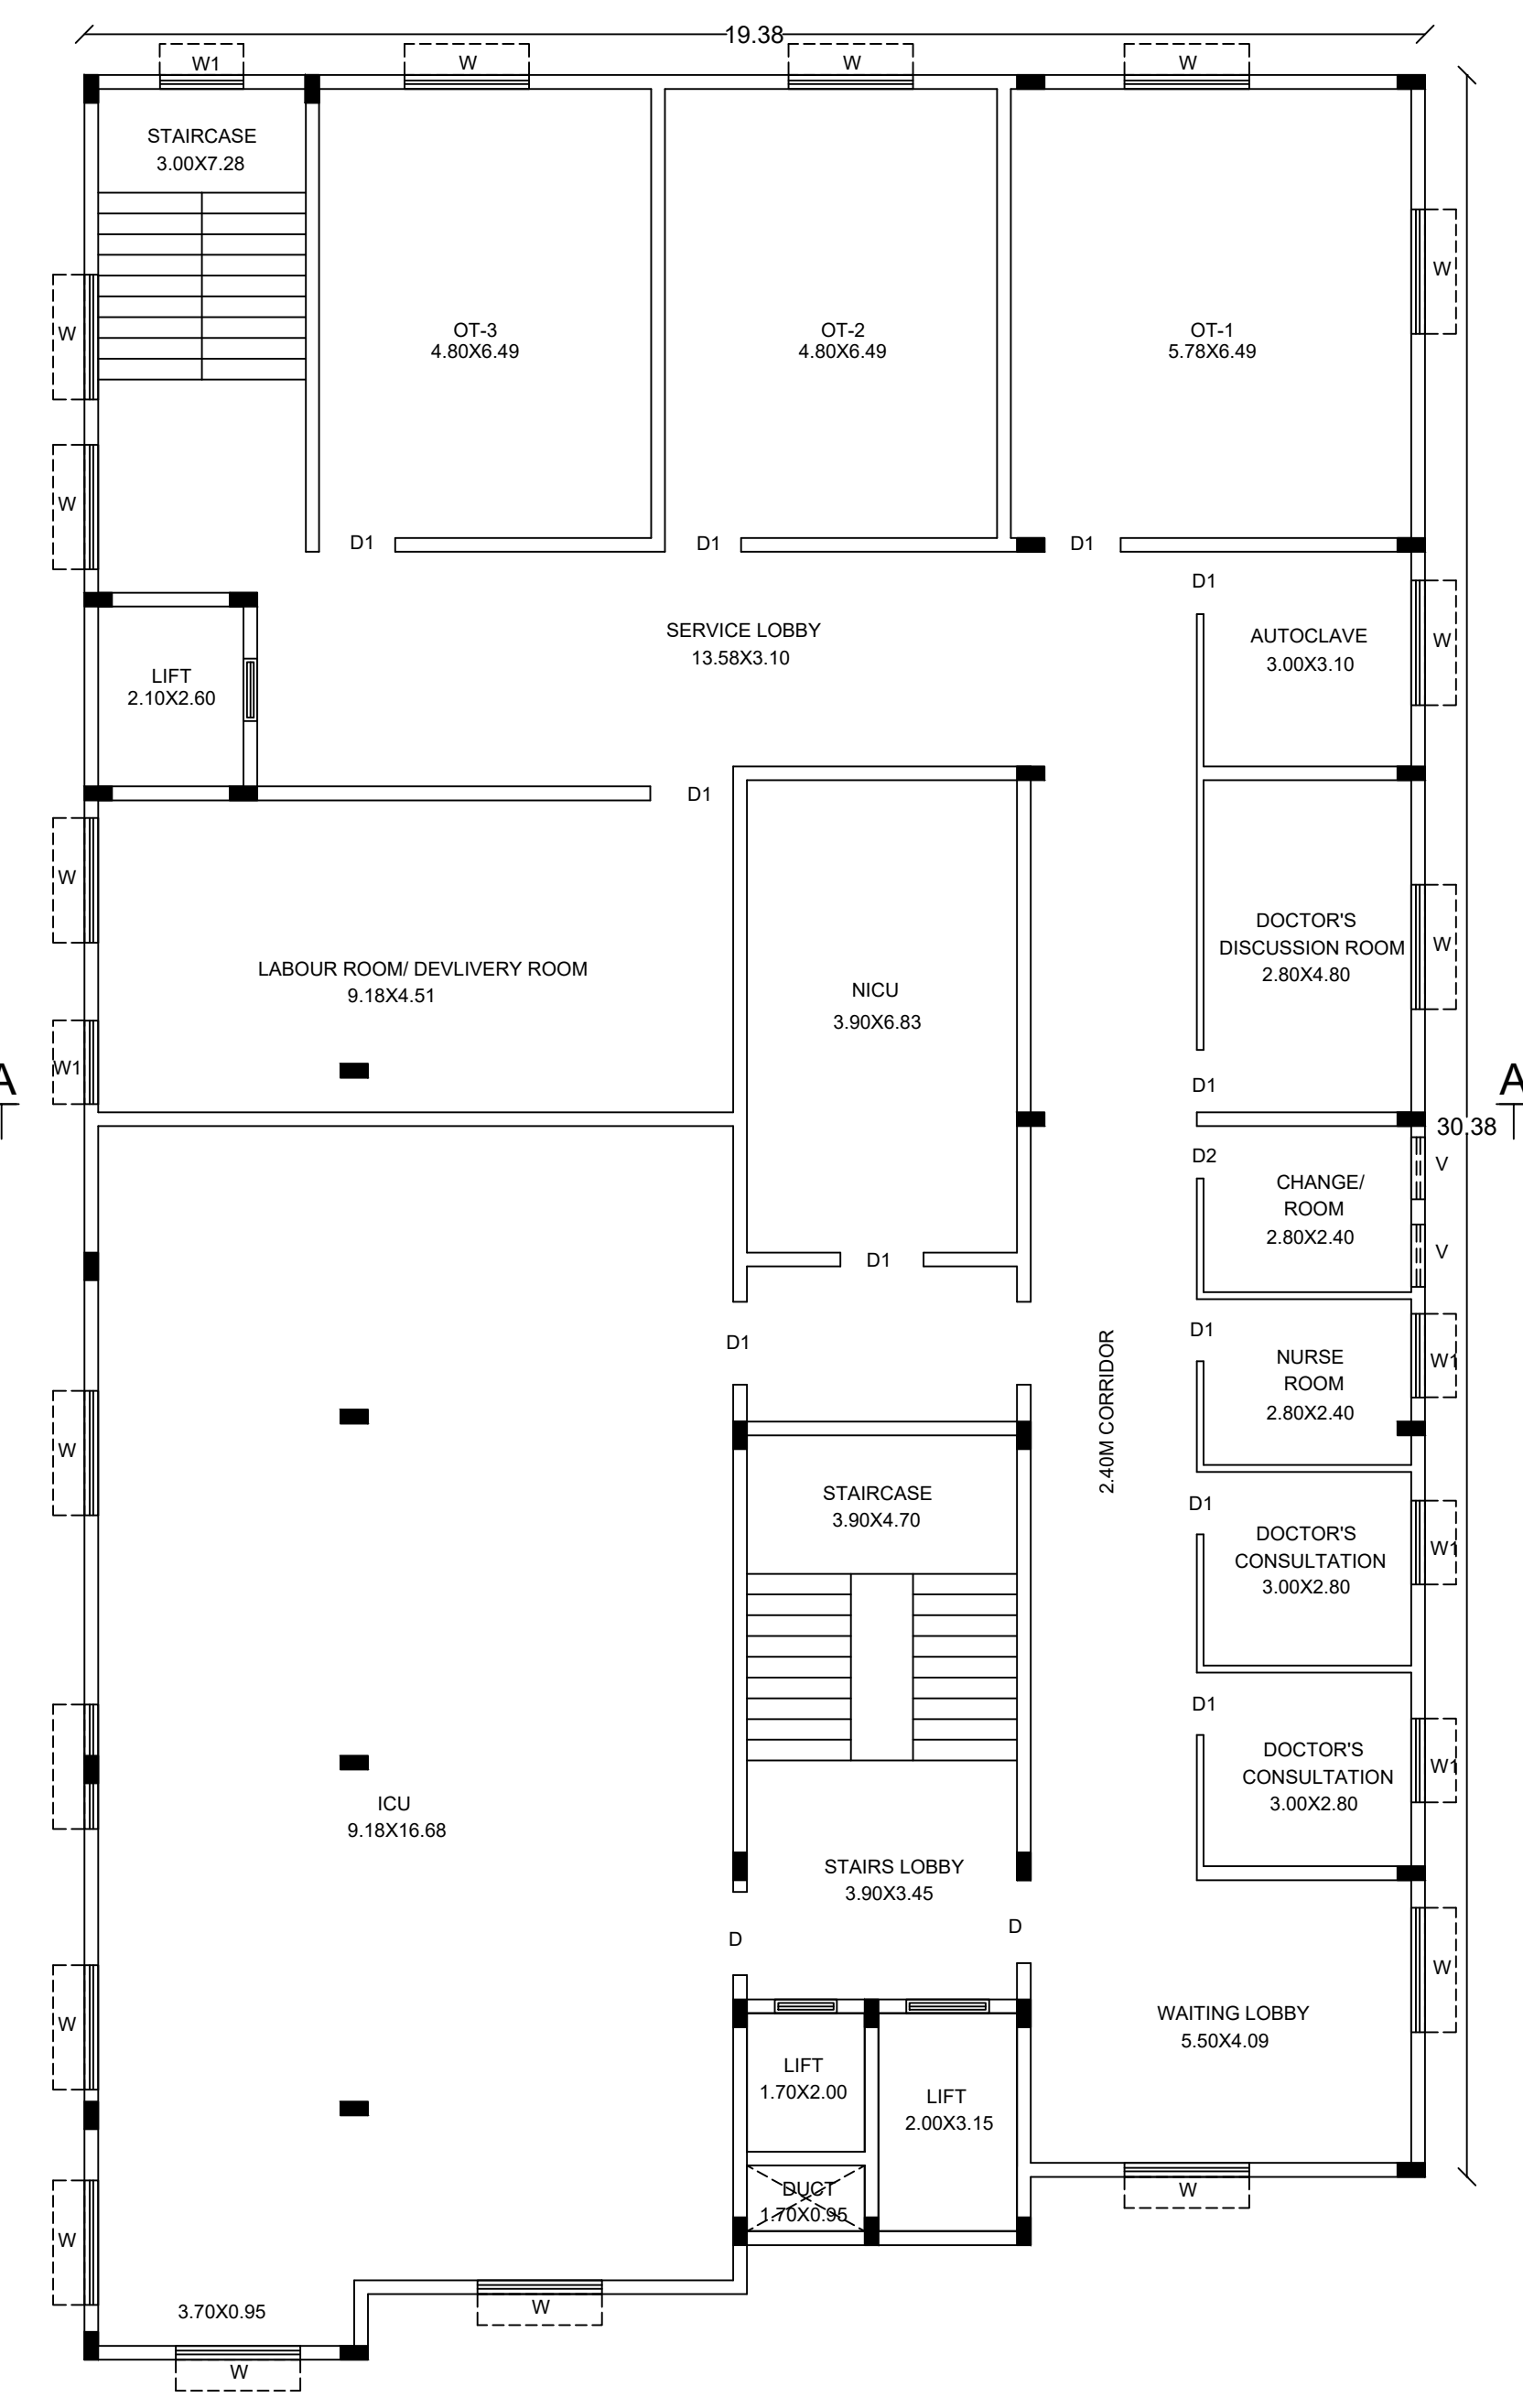 19.38
W1
W
W
W
STAIRCASE
3.00X7.28
W
W
OT-3
4.80X6.49
OT-2
4.80X6.49
OT-1
5.78X6.49
W
W
D1
D1
D1
D1
SERVICE LOBBY
13.58X3.10
AUTOCLAVE
3.00X3.10
W
LIFT
2.10X2.60
D1
W
LABOUR ROOM/ DEVLIVERY ROOM
9.18X4.51
NICU
3.90X6.83
DOCTOR'S
DISCUSSION ROOM
2.80X4.80
W
W1
A
A
D1
30.38
D2
CHANGE/
ROOM
2.80X2.40
V
V
D1
D1
D1
NURSE
ROOM
2.80X2.40
W1
2.40M CORRIDOR
W
STAIRCASE
3.90X4.70
D1
DOCTOR'S
CONSULTATION
3.00X2.80
W1
D1
DOCTOR'S
CONSULTATION
3.00X2.80
W1
ICU
9.18X16.68
STAIRS LOBBY
3.90X3.45
D
D
W
W
WAITING LOBBY
5.50X4.09
LIFT
1.70X2.00
LIFT
2.00X3.15
DUCT
1.70X0.95
W
W
3.70X0.95
W
W